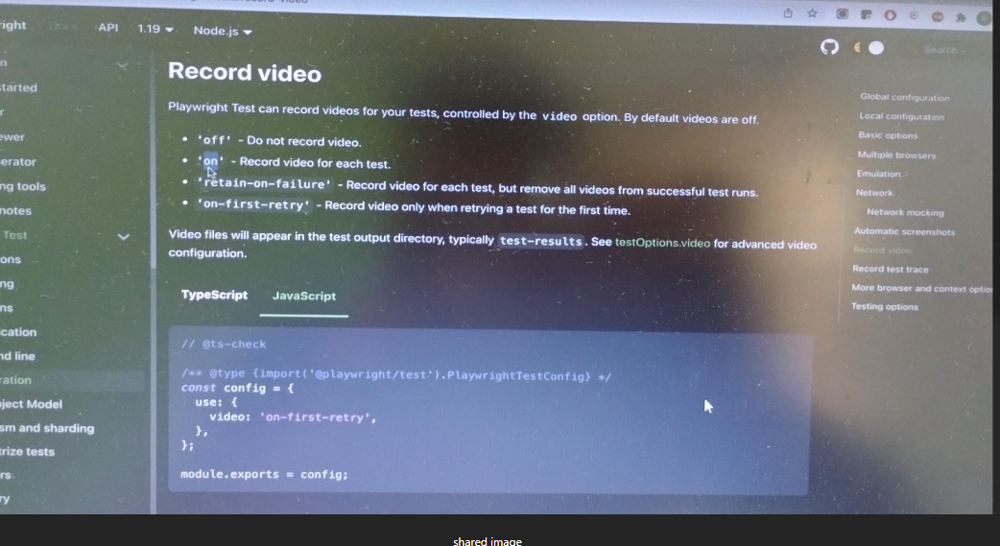 right Docs API 1.19 Node.js
Search
n
started
r
ewer
erator
ng tools
notes
Test
ons
ng
ns
cation
nd line
ration
ject Model
sm and sharding
trize tests
rs
ry
Record video
Playwright Test can record videos for your tests, controlled by the video option. By default videos are off.
• 'off' - Do not record video.
• 'on' - Record video for each test.
• 'retain-on-failure' - Record video for each test, but remove all videos from successful test runs.
• 'on-first-retry' - Record video only when retrying a test for the first time.
Video files will appear in the test output directory, typically test-results. See testOptions.video for advanced video
configuration.
TypeScript JavaScript
// @ts-check
/** @type {import('@playwright/test').PlaywrightTestConfig} */
const config = {
use: {
video: 'on-first-retry',
},
};
module.exports = config;
Global configuration
Local configuration
Basic options
Multiple browsers
Emulation
Network
Network mocking
Automatic screenshots
Record video
Record test trace
More browser and context optio
Testing options
shared image